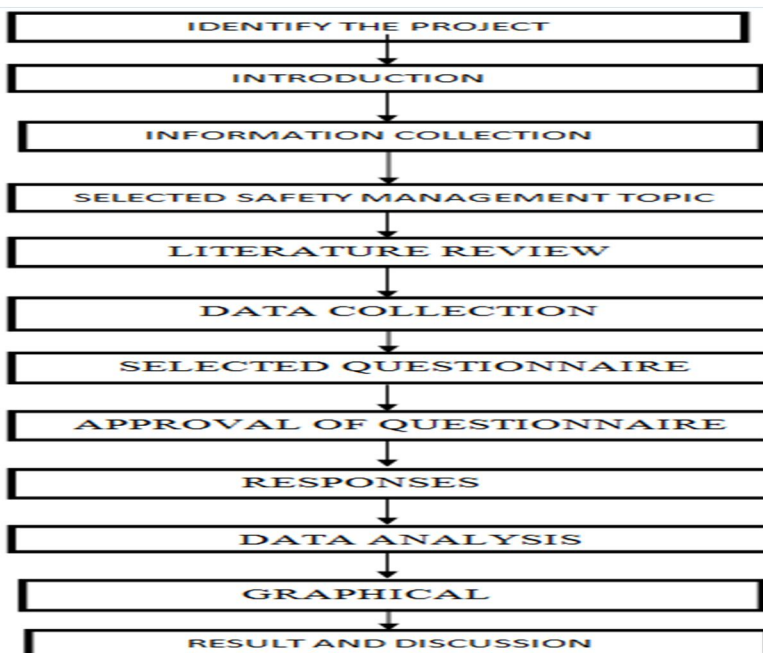 IDENTIFY THE PROJECT
INTRODUCTION
INFORMATION COLLECTION
SELECTED SAFETY MANAGEMENT TOPIC
LITERATURE REVIEW
DATA COLLECTION
SELECTED QUESTIONNAIRE
APPROVAL OF QUESTIONNAIRE
RESPONSES
DATA ANALYSIS
GRAPHICAL
RESULT AND DISCUSSION